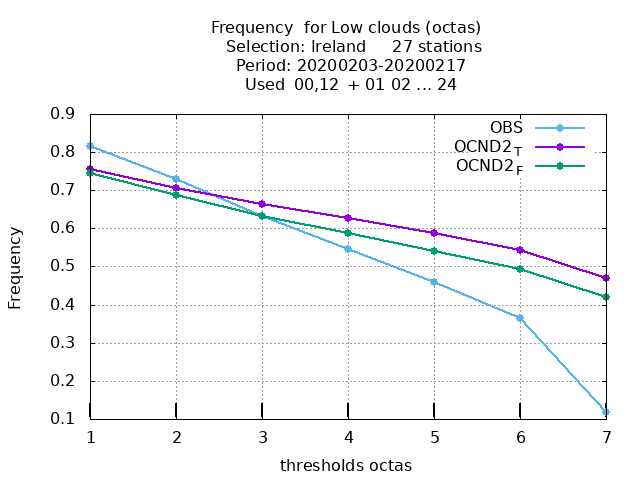 Frequency  for Low clouds (octas)
Selection: Ireland     27 stations
Period: 20200203-20200217
Used  00,12  + 01 02 ... 24
OBS
OCND2_T
OCND2_F
0.9
0.8
0.7
0.6
0.5
0.4
0.3
0.2
0.1
Frequency
1 2 3 4 5 6 7
thresholds octas